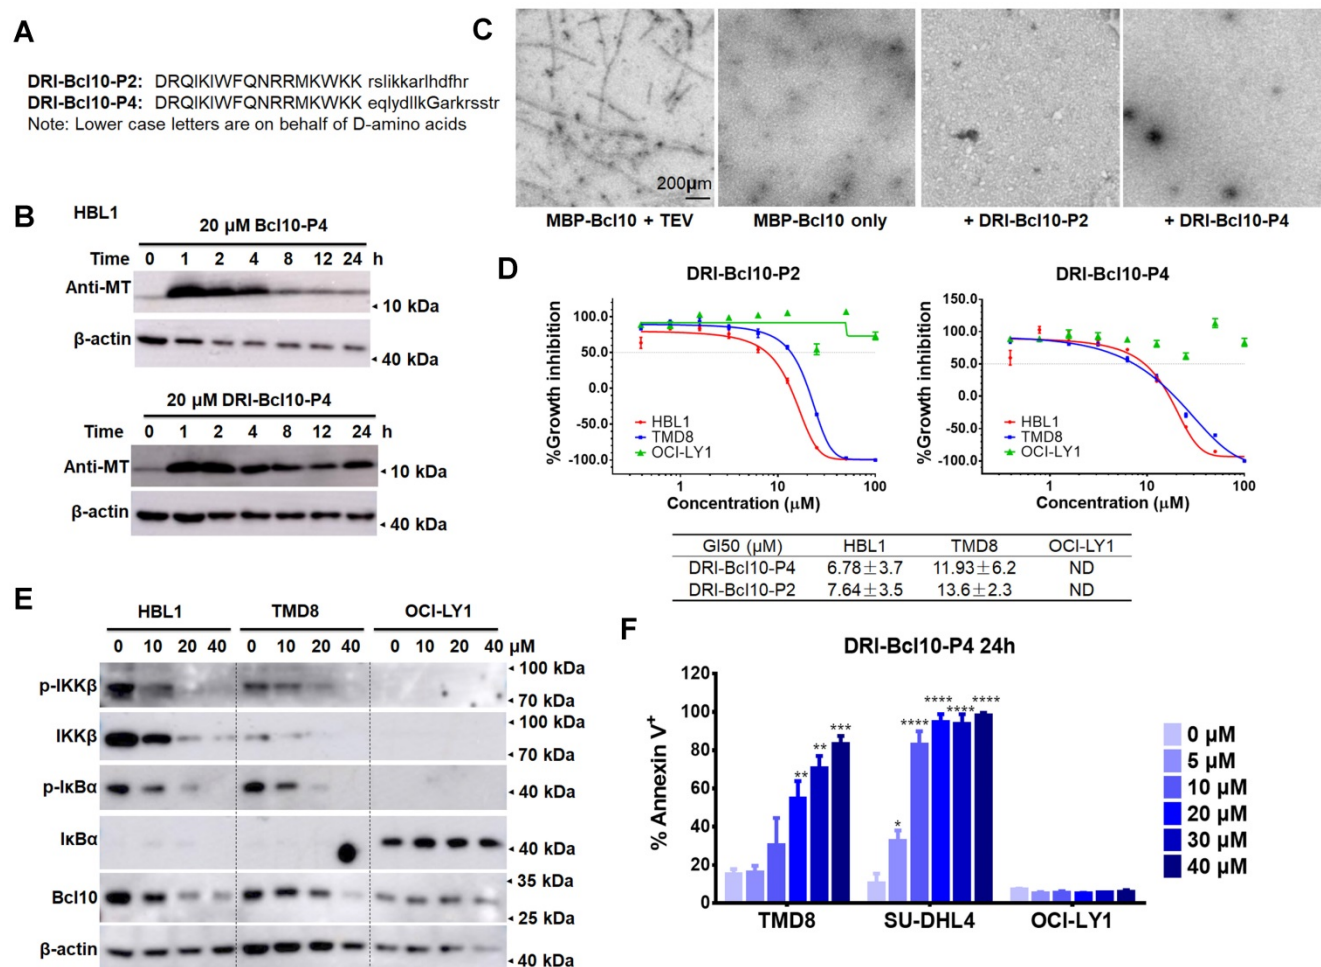 A
DRI-Bcl10-P2: DRQIKIWFQNRRMKWKK rslikkarlhdfhr
DRI-Bcl10-P4: DRQIKIWFQNRRMKWKK eqlydllkGarkrsstr
Note: Lower case letters are on behalf of D-amino acids
B
HBL1
20 µM Bcl10-P4
Time 0 1 2 4 8 12 24 h
Anti-MT
10 kDa
β-actin
40 kDa
20 µM DRI-Bcl10-P4
Time 0 1 2 4 8 12 24 h
Anti-MT
10 kDa
β-actin
40 kDa
C
200µm
MBP-Bcl10 + TEV
MBP-Bcl10 only
+ DRI-Bcl10-P2
+ DRI-Bcl10-P4
D
DRI-Bcl10-P2
%Growth inhibition
100.0
50.0
0.0
-50.0
-100.0
HBL1
TMD8
OCI-LY1
1 10 100
Concentration (µM)
DRI-Bcl10-P4
%Growth inhibition
150.0
100.0
50.0
0.0
-50.0
-100.0
HBL1
TMD8
OCI-LY1
1 10 100
Concentration (µM)
GI50 (µM) HBL1 TMD8 OCI-LY1
DRI-Bcl10-P4 6.78±3.7 11.93±6.2 ND
DRI-Bcl10-P2 7.64±3.5 13.6±2.3 ND
E
HBL1 TMD8 OCI-LY1
0 10 20 40 0 10 20 40 0 10 20 40 µM
p-IKKβ
100 kDa
70 kDa
IKKβ
100 kDa
70 kDa
p-IκBα
40 kDa
IκBα
40 kDa
Bcl10
35 kDa
25 kDa
β-actin
40 kDa
F
DRI-Bcl10-P4 24h
% Annexin V+
120
100
80
60
40
20
0
** ** ***
* **** **** **** ****
TMD8 SU-DHL4 OCI-LY1
0 µM
5 µM
10 µM
20 µM
30 µM
40 µM